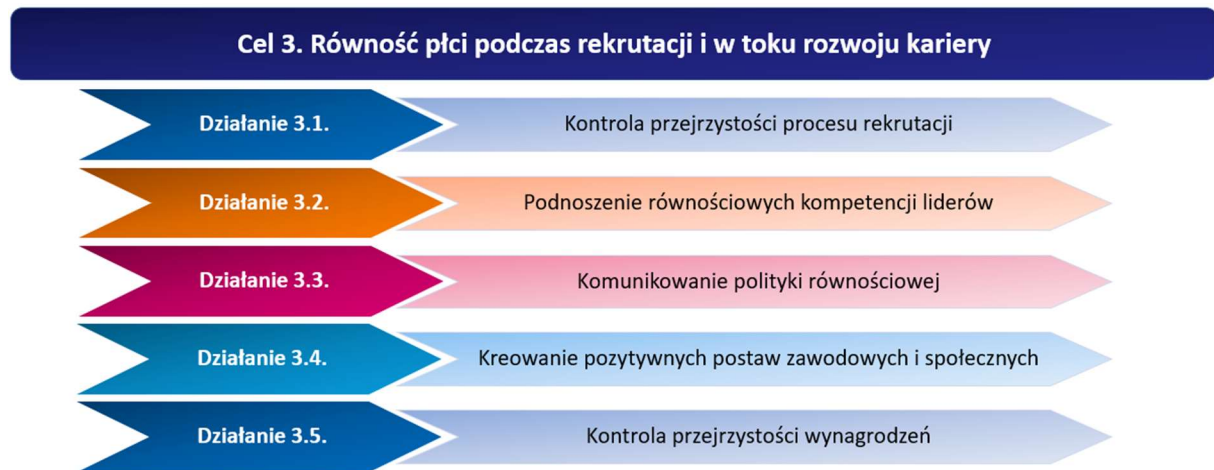 Cel 3. Równość płci podczas rekrutacji i w toku rozwoju kariery
Działanie 3.1.
Kontrola przejrzystości procesu rekrutacji
Działanie 3.2.
Podnoszenie równościowych kompetencji liderów
Działanie 3.3.
Komunikowanie polityki równościowej
Działanie 3.4.
Kreowanie pozytywnych postaw zawodowych i społecznych
Działanie 3.5.
Kontrola przejrzystości wynagrodzeń